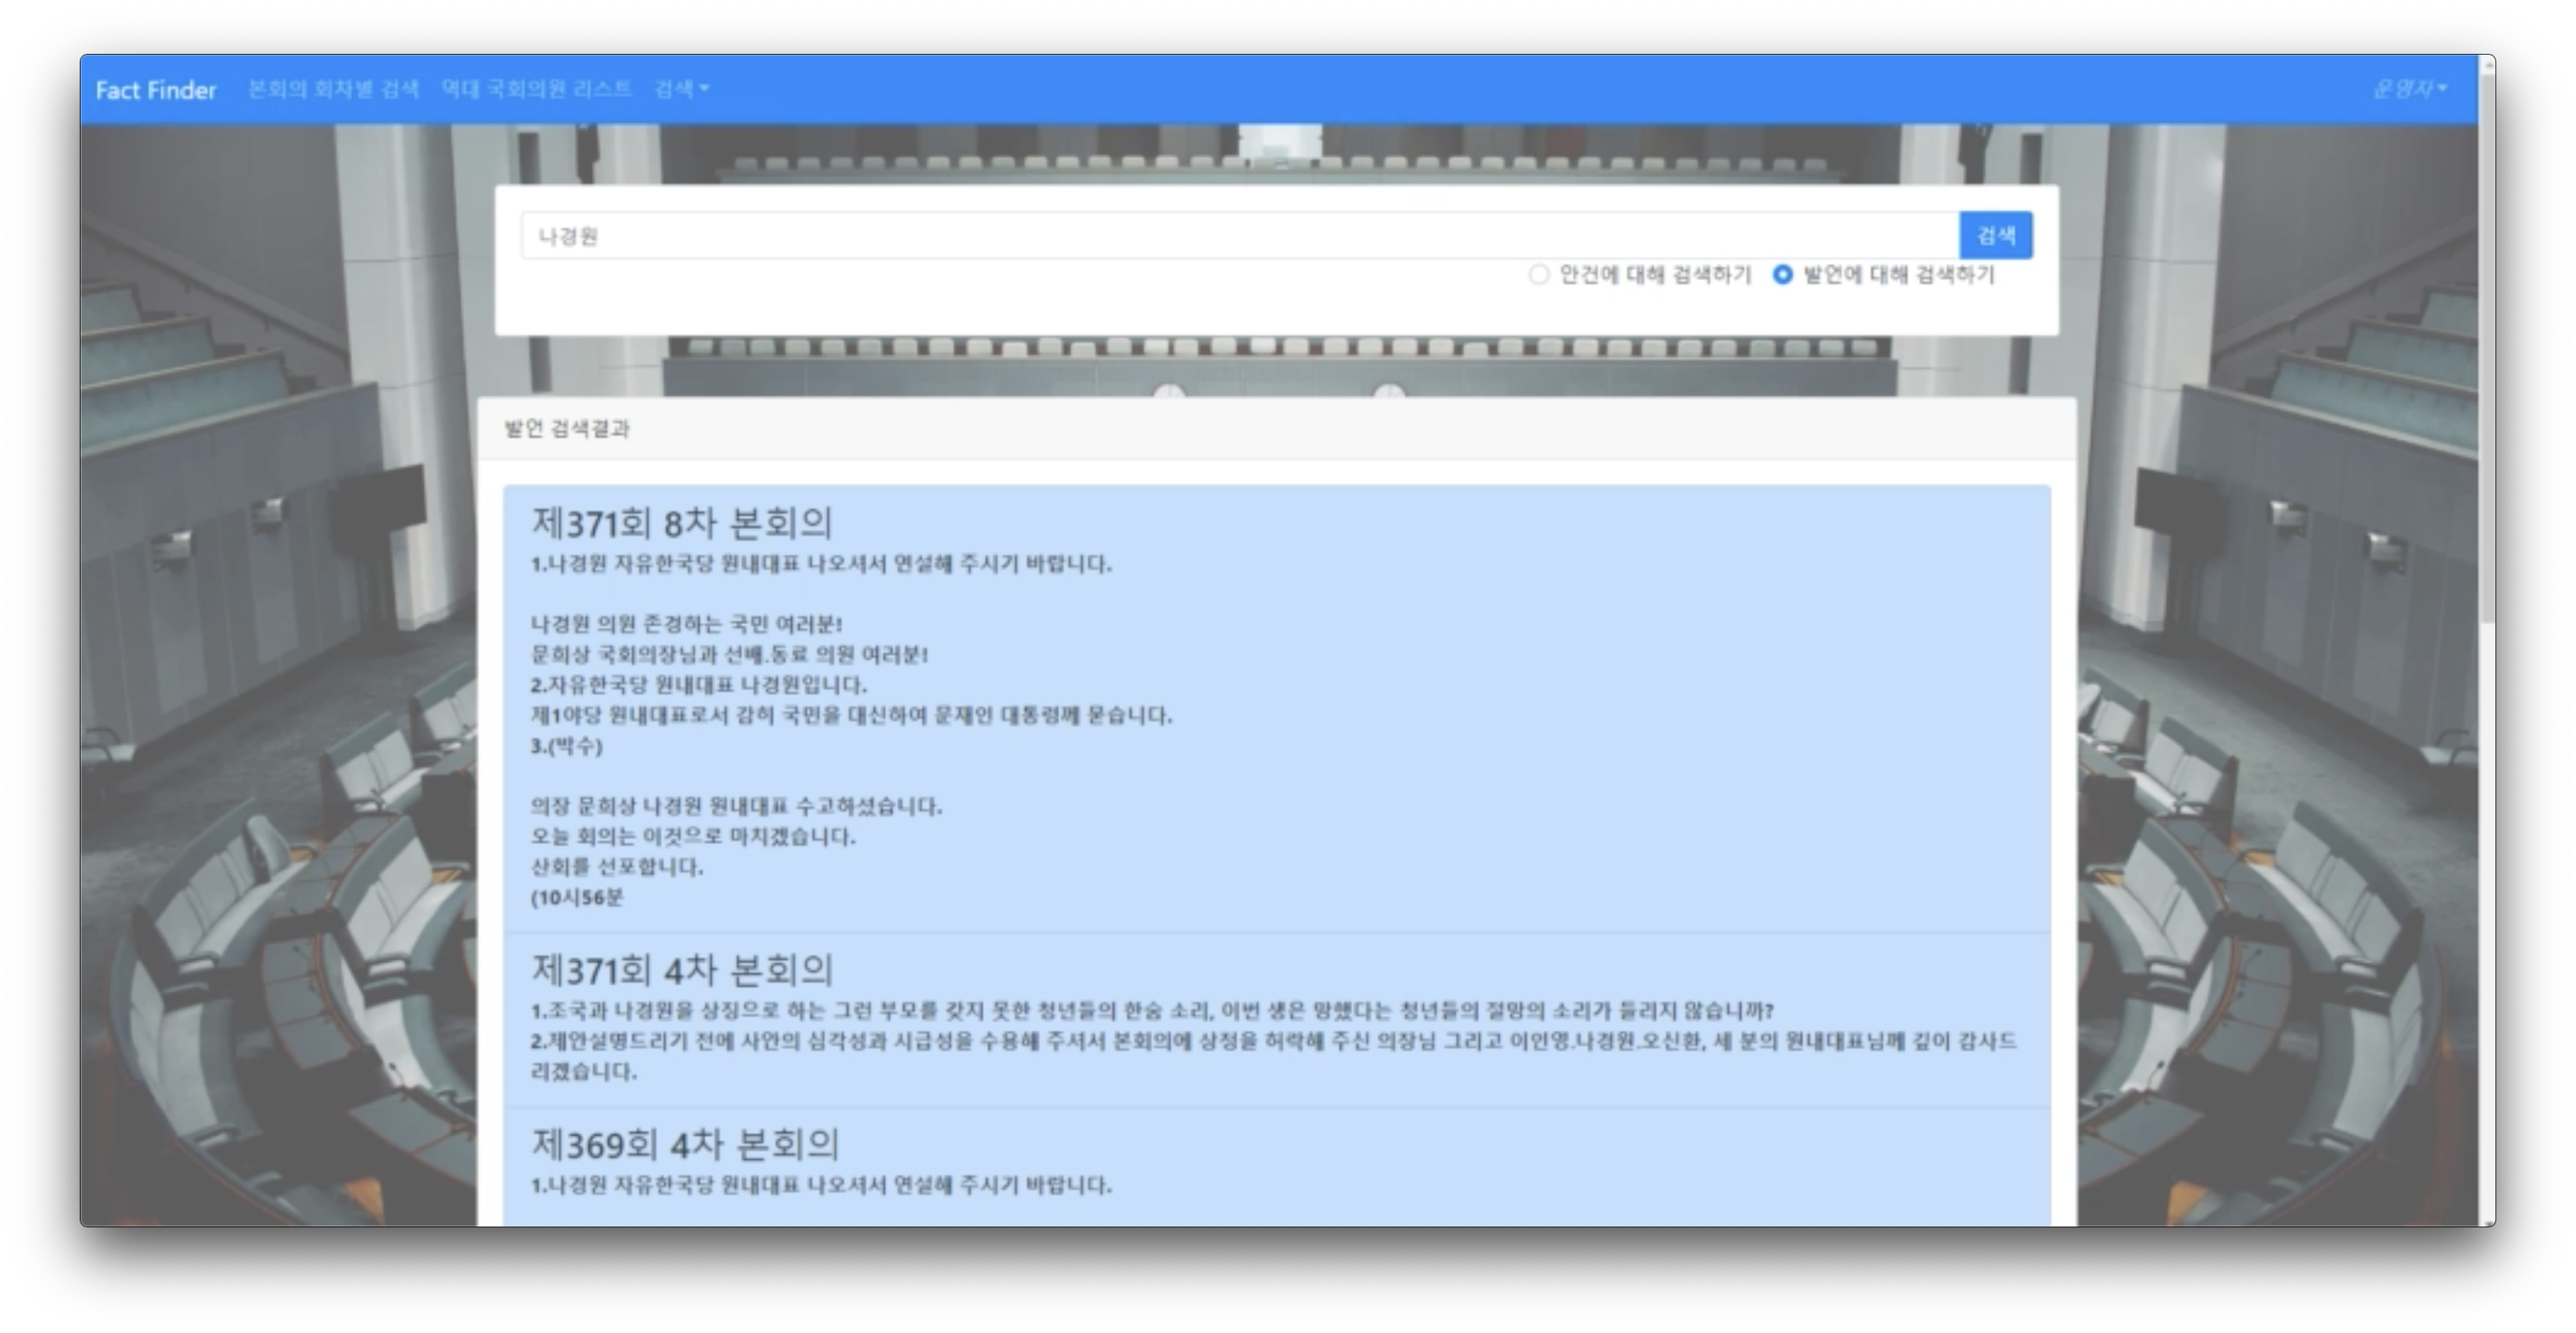 Fact Finder 본회의 회차별 검색 역대 국회의원 리스트 검색 운영자
나경원 검색
안건에 대해 검색하기 발언에 대해 검색하기
발언 검색결과
제371회 8차 본회의
1.나경원 자유한국당 원내대표 나오셔서 연설해 주시기 바랍니다.
나경원 의원 존경하는 국민 여러분!
문희상 국회의장님과 선배.동료 의원 여러분!
2.자유한국당 원내대표 나경원입니다.
제1야당 원내대표로서 감히 국민을 대신하여 문재인 대통령께 묻습니다.
3.(박수)
의장 문희상 나경원 원내대표 수고하셨습니다.
오늘 회의는 이것으로 마치겠습니다.
산회를 선포합니다.
(10시56분
제371회 4차 본회의
1.조국과 나경원을 상징으로 하는 그런 부모를 갖지 못한 청년들의 한숨 소리, 이번 생은 망했다는 청년들의 절망의 소리가 들리지 않습니까?
2.제안설명드리기 전에 사안의 심각성과 시급성을 수용해 주셔서 본회의에 상정을 허락해 주신 의장님 그리고 이인영.나경원.오신환, 세 분의 원내대표님께 깊이 감사드
리겠습니다.
제369회 4차 본회의
1.나경원 자유한국당 원내대표 나오셔서 연설해 주시기 바랍니다.